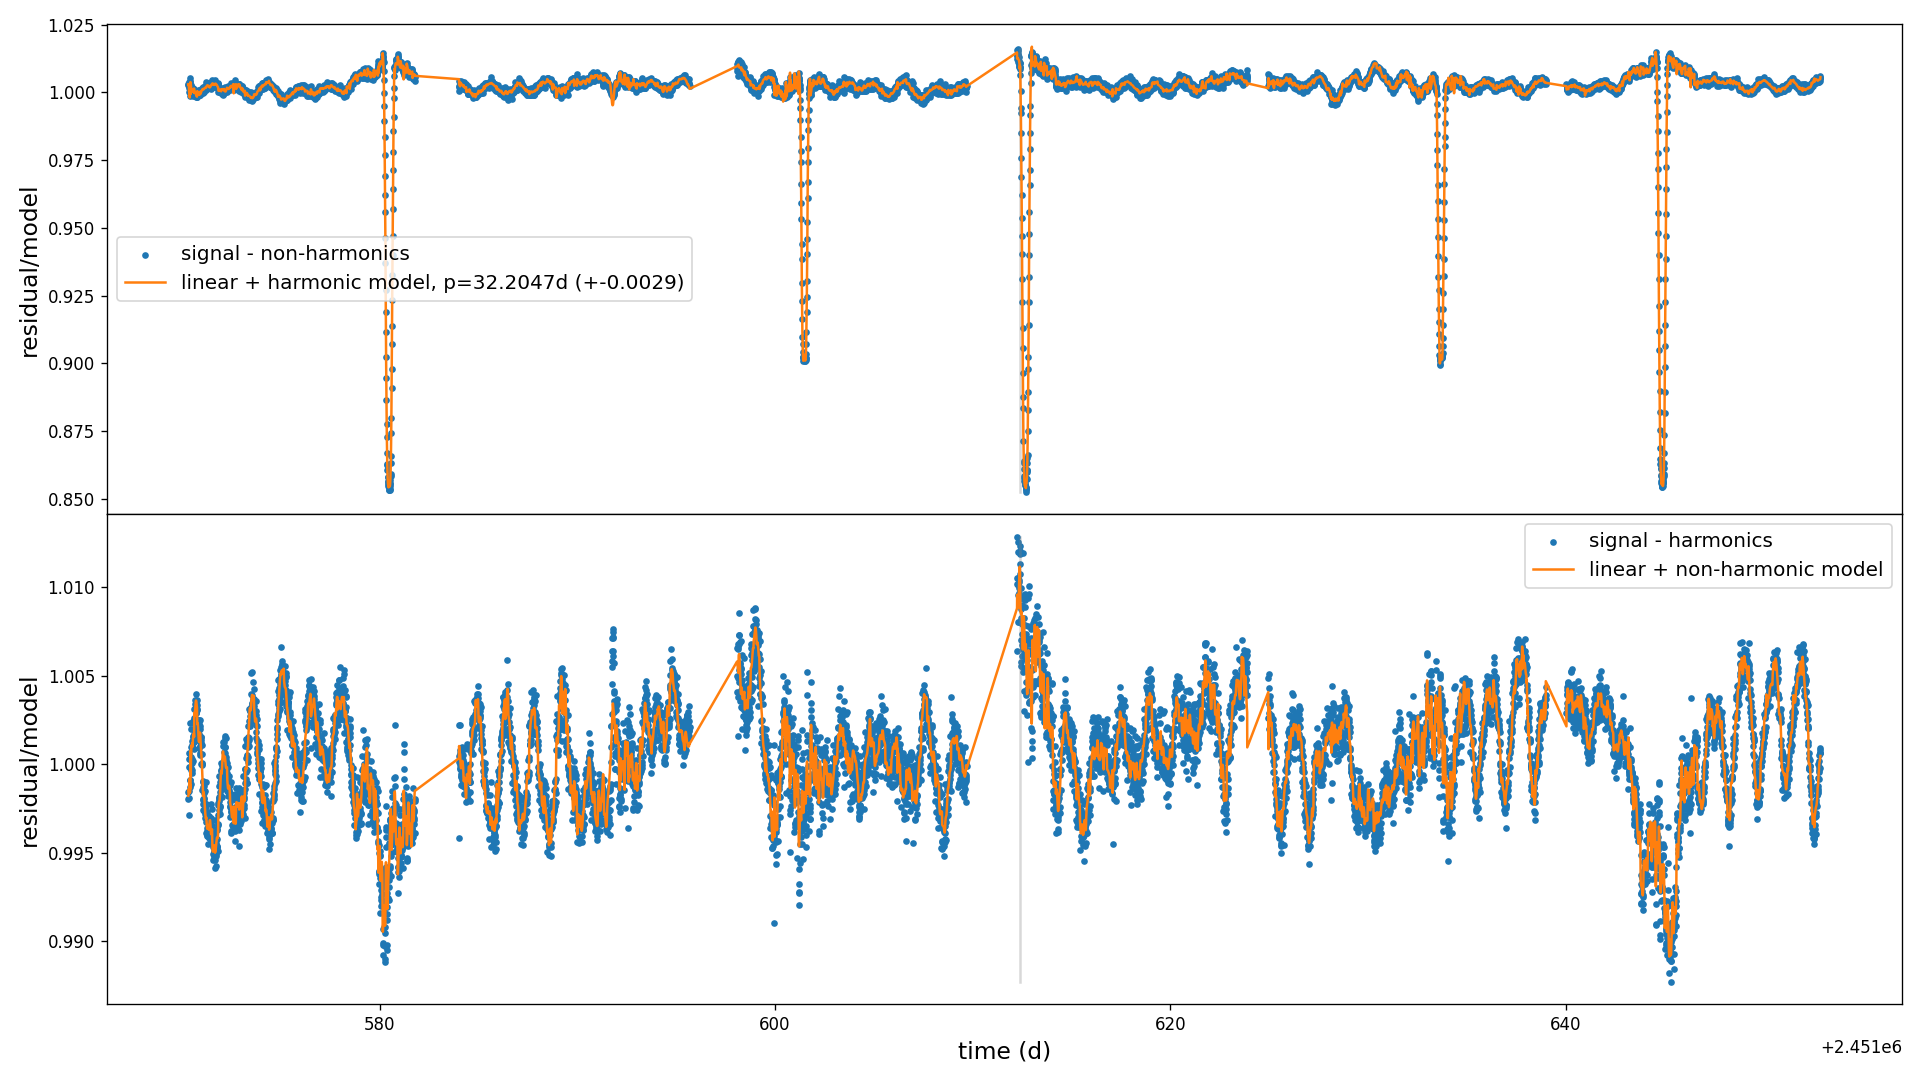 1.025
1.000
0.975
0.950
0.925
0.900
0.875
0.850
residual/model
signal - non-harmonics
linear + harmonic model, p=32.2047d (+-0.0029)
1.010
1.005
1.000
0.995
0.990
residual/model
signal - harmonics
linear + non-harmonic model
580
600
620
640
time (d)
+2.451e6